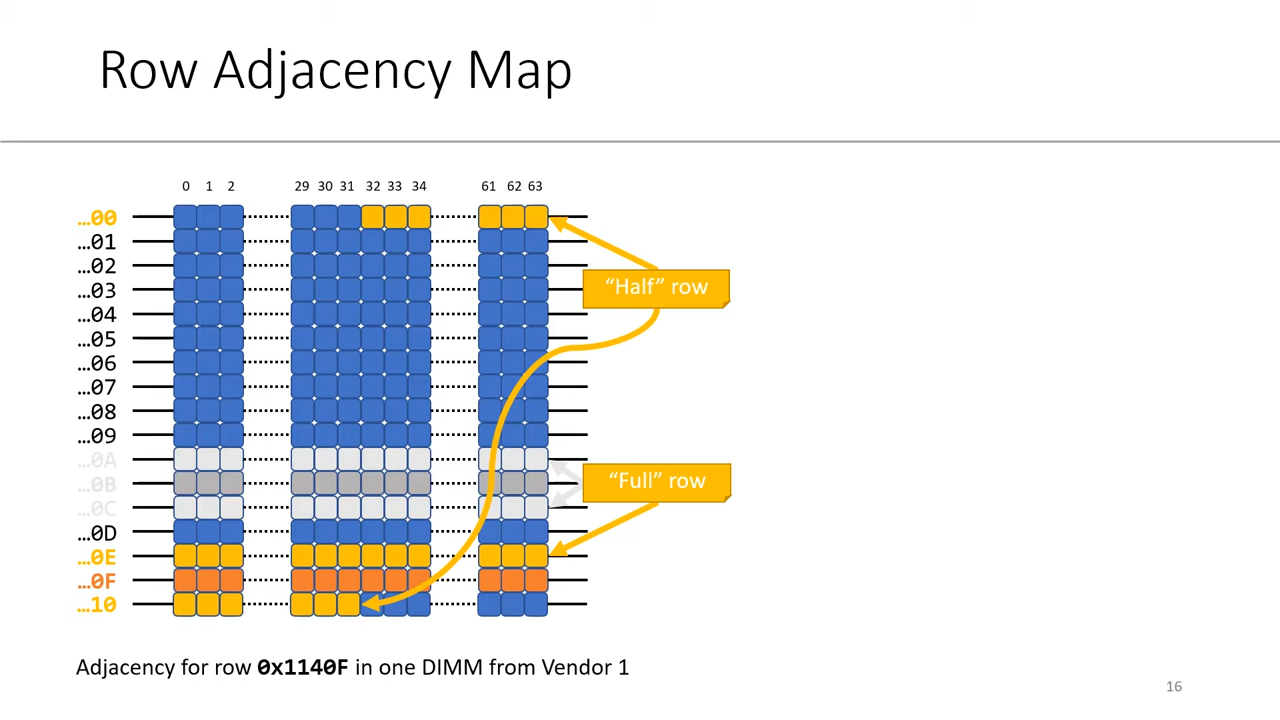 Row Adjacency Map
0 1 2 29 30 31 32 33 34 61 62 63
…00
…01
…02
…03
…04
…05
…06
…07
…08
…09
…0A
…0B
…0C
…0D
…0E
…0F
…10
“Half” row
“Full” row
Adjacency for row 0x1140F in one DIMM from Vendor 1
16